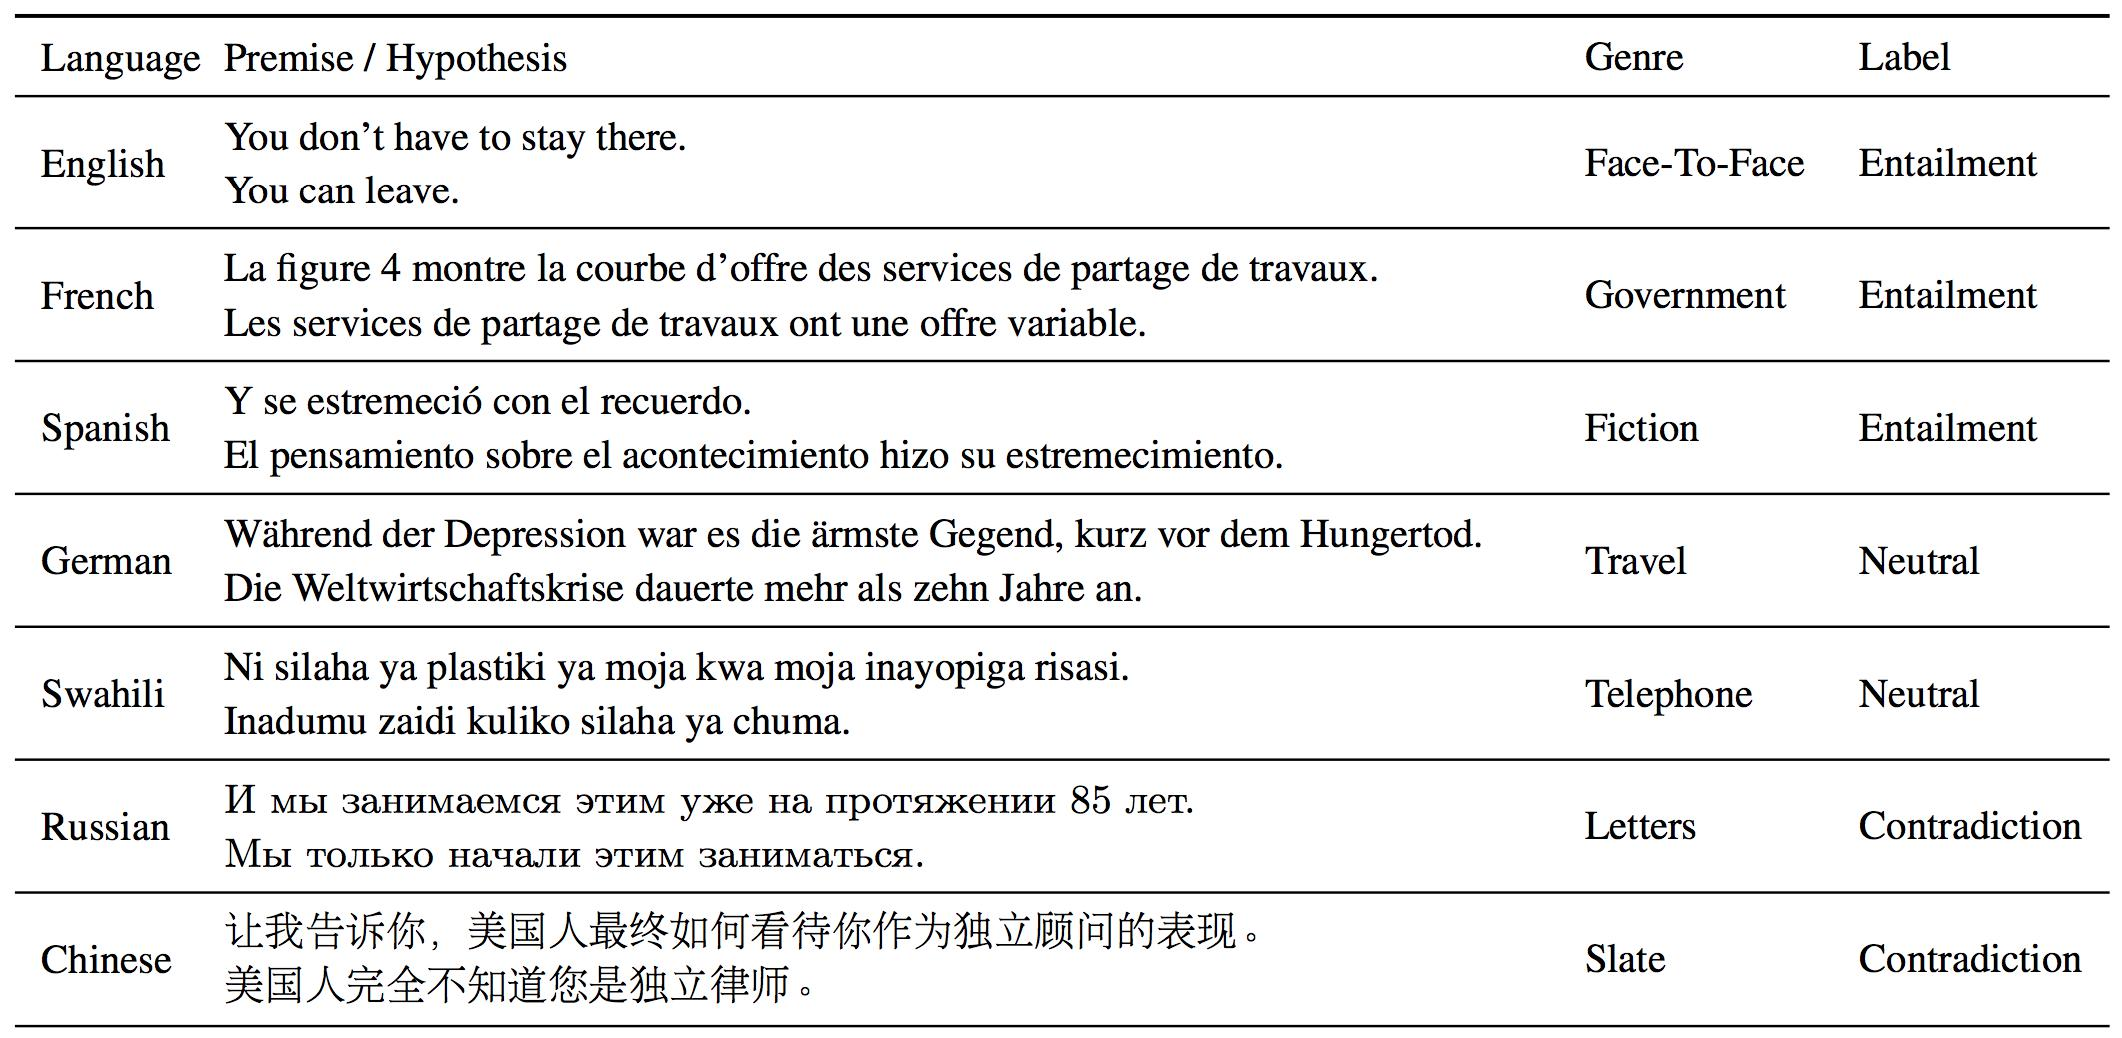 Language Premise / Hypothesis Genre Label
You don’t have to stay there.
English Face-To-Face Entailment
You can leave.
La figure 4 montre la courbe d’offre des services de partage de travaux.
French Government Entailment
Les services de partage de travaux ont une offre variable.
Y se estremeció con el recuerdo.
Spanish Fiction Entailment
El pensamiento sobre el acontecimiento hizo su estremecimiento.
Während der Depression war es die ärmste Gegend, kurz vor dem Hungertod.
German Travel Neutral
Die Weltwirtschaftskrise dauerte mehr als zehn Jahre an.
Ni silaha ya plastiki ya moja kwa moja inayopiga risasi.
Swahili Telephone Neutral
Inadumu zaidi kuliko silaha ya chuma.
И мы занимаемся этим уже на протяжении 85 лет.
Russian Letters Contradiction
Мы только начали этим заниматься.
让我告诉你，美国人最终如何看待你作为独立顾问的表现。
Chinese Slate Contradiction
美国人完全不知道您是独立律师。